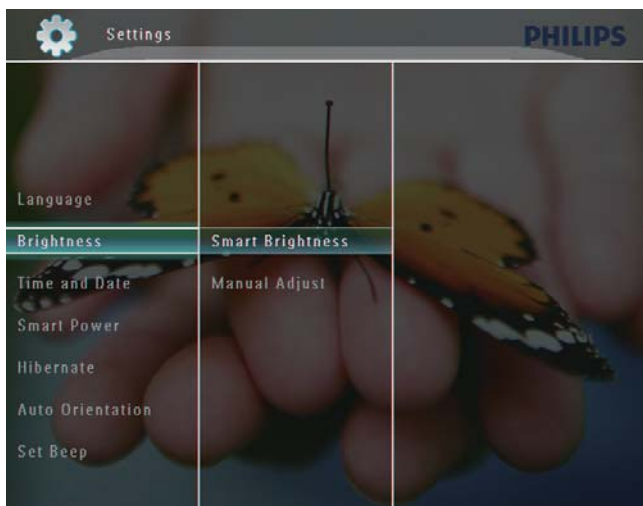 Settings
PHILIPS
Language
Brightness
Smart Brightness
Time and Date
Manual Adjust
Smart Power
Hibernate
Auto Orientation
Set Beep